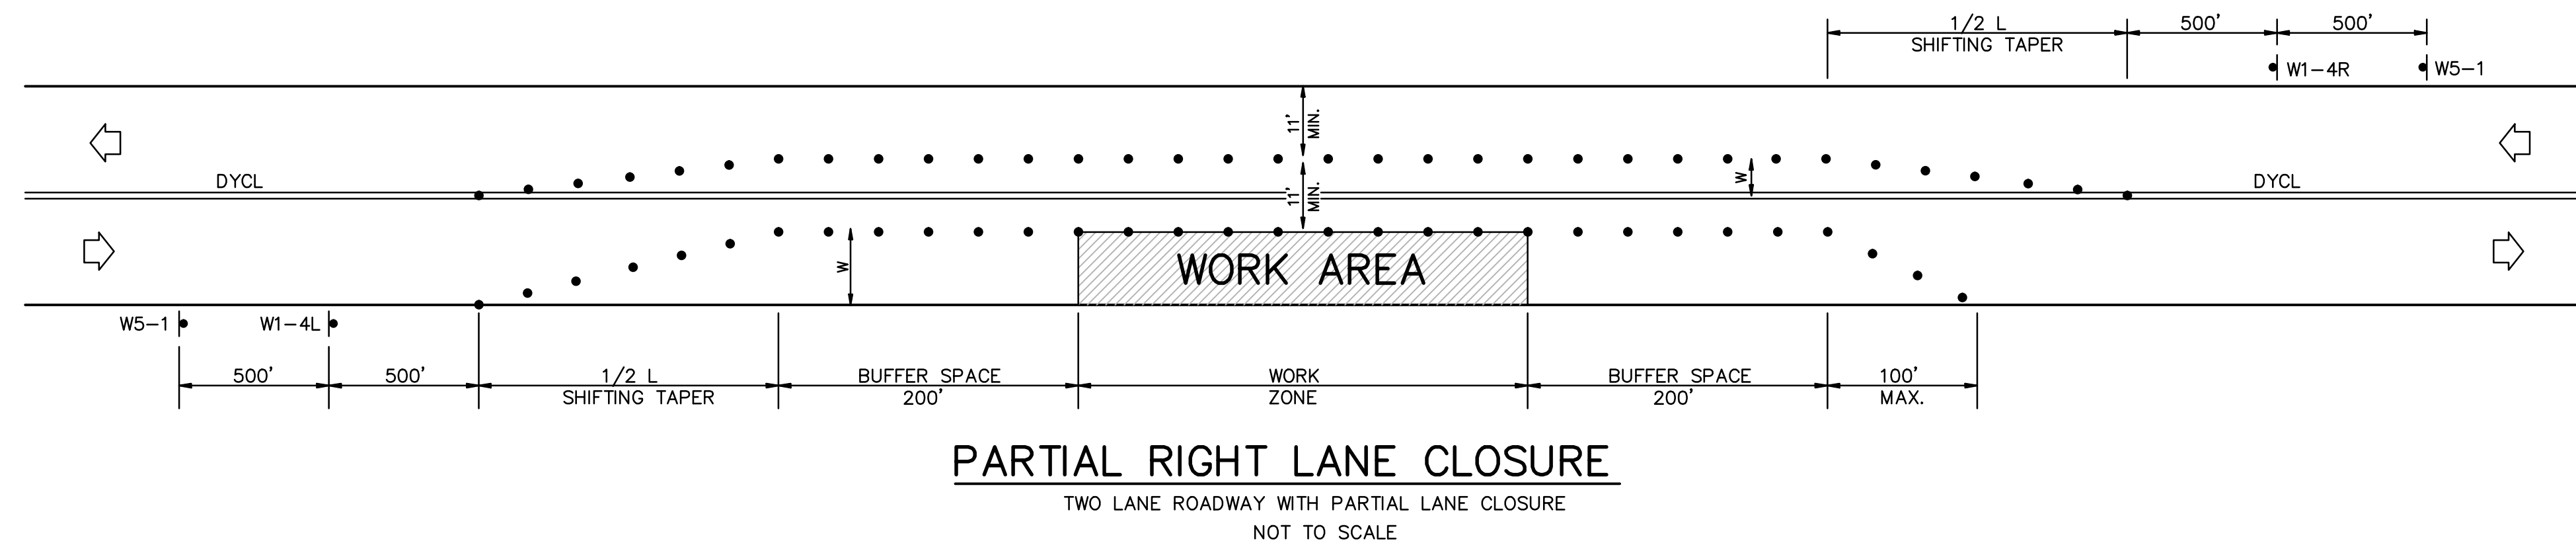 1/2 L 500' 500'
SHIFTING TAPER
W1-4R W5-1
11'
MIN.
DYCL W DYCL
11'
MIN.
W
WORK AREA
W5-1 W1-4L
500' 500' 1/2 L BUFFER SPACE WORK BUFFER SPACE 100'
SHIFTING TAPER 200' ZONE 200' MAX.
PARTIAL RIGHT LANE CLOSURE
TWO LANE ROADWAY WITH PARTIAL LANE CLOSURE
NOT TO SCALE